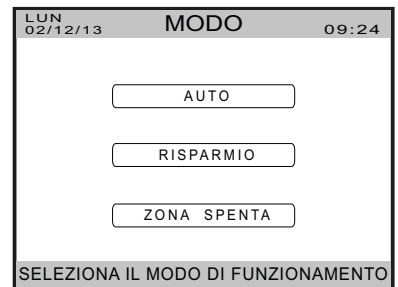 LUN
02/12/13 MODO 09:24
AUTO
RISPARMIO
ZONA SPENTA
SELEZIONA IL MODO DI FUNZIONAMENTO